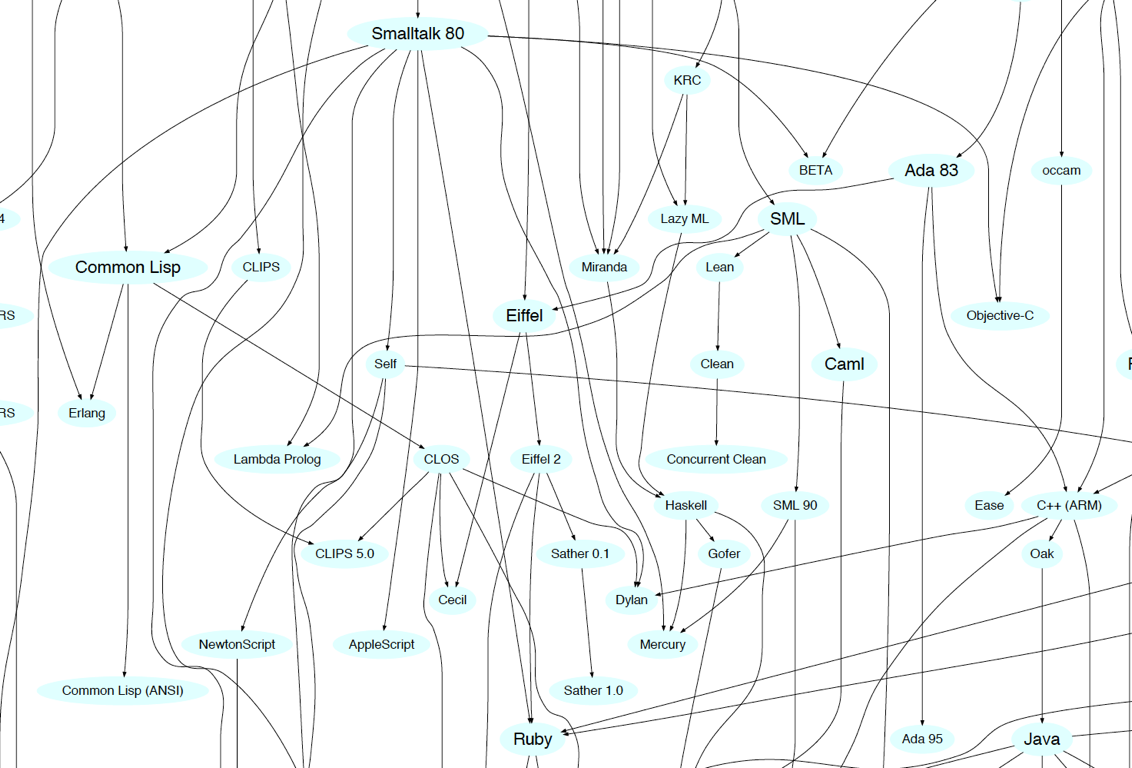 Smalltalk 80
KRC
BETA
Ada 83
occam
4
Lazy ML
SML
Common Lisp
CLIPS
Miranda
Lean
RS
Eiffel
Objective-C
Self
Clean
Caml
RS
Erlang
Lambda Prolog
CLOS
Eiffel 2
Concurrent Clean
Haskell
SML 90
Ease
C++ (ARM)
CLIPS 5.0
Sather 0.1
Gofer
Oak
Cecil
Dylan
NewtonScript
AppleScript
Mercury
Common Lisp (ANSI)
Sather 1.0
Ruby
Ada 95
Java